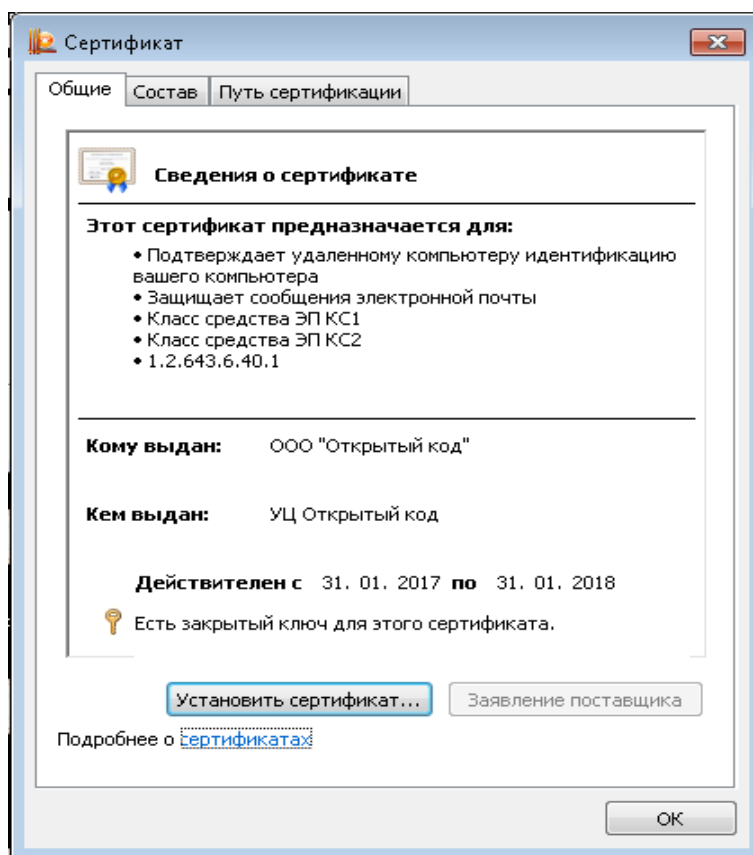 Сертификат
Общие Состав Путь сертификации
Сведения о сертификате
Этот сертификат предназначается для:
• Подтверждает удаленному компьютеру идентификацию
вашего компьютера
• Защищает сообщения электронной почты
• Класс средства ЭП КС1
• Класс средства ЭП КС2
• 1.2.643.6.40.1
Кому выдан: ООО "Открытый код"
Кем выдан: УЦ Открытый код
Действителен с 31. 01. 2017 по 31. 01. 2018
Есть закрытый ключ для этого сертификата.
Установить сертификат... Заявление поставщика
Подробнее о сертификатах
ОК